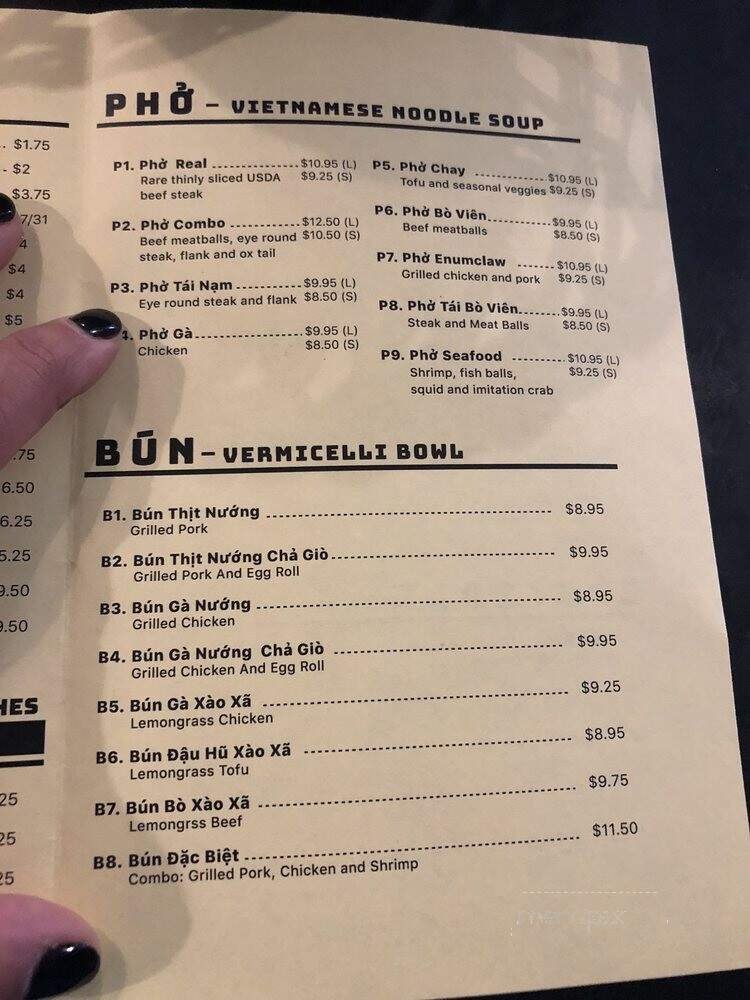 $1.75
$2
$3.75
7/31
4
$4
$4
$5
.75
6.50
6.25
5.25
9.50
9.50
HES
25
25
25
PHỞ – VIETNAMESE NOODLE SOUP
P1. Phở Real $10.95 (L)
Rare thinly sliced USDA $9.25 (S)
beef steak
P2. Phở Combo $12.50 (L)
Beef meatballs, eye round $10.50 (S)
steak, flank and ox tail
P3. Phở Tái Nạm $9.95 (L)
Eye round steak and flank $8.50 (S)
4. Phở Gà $9.95 (L)
Chicken $8.50 (S)
P5. Phở Chay $10.95 (L)
Tofu and seasonal veggies $9.25 (S)
P6. Phở Bò Viên $9.95 (L)
Beef meatballs $8.50 (S)
P7. Phở Enumclaw $10.95 (L)
Grilled chicken and pork $9.25 (S)
P8. Phở Tái Bò Viên $9.95 (L)
Steak and Meat Balls $8.50 (S)
P9. Phở Seafood $10.95 (L)
Shrimp, fish balls, $9.25 (S)
squid and imitation crab
BÚN – VERMICELLI BOWL
B1. Bún Thịt Nướng $8.95
Grilled Pork
B2. Bún Thịt Nướng Chả Giò $9.95
Grilled Pork And Egg Roll
B3. Bún Gà Nướng $8.95
Grilled Chicken
B4. Bún Gà Nướng Chả Giò $9.95
Grilled Chicken And Egg Roll
B5. Bún Gà Xào Xã $9.25
Lemongrass Chicken
B6. Bún Đậu Hũ Xào Xã $8.95
Lemongrass Tofu
B7. Bún Bò Xào Xã $9.75
Lemongrss Beef
B8. Bún Đặc Biệt $11.50
Combo: Grilled Pork, Chicken and Shrimp